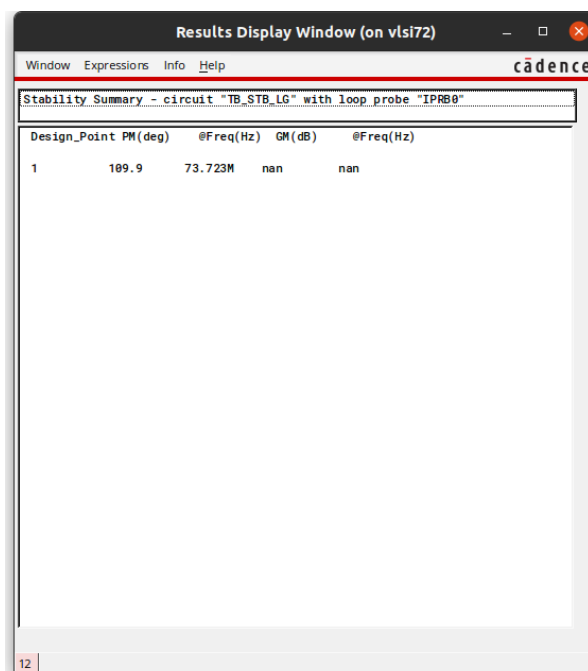 Results Display Window (on vlsi72)
Window Expressions Info Help cādence
Stability Summary - circuit "TB_STB_LG" with loop probe "IPRB0"
Design_Point PM(deg) @Freq(Hz) GM(dB) @Freq(Hz)
1 109.9 73.723M nan nan
12